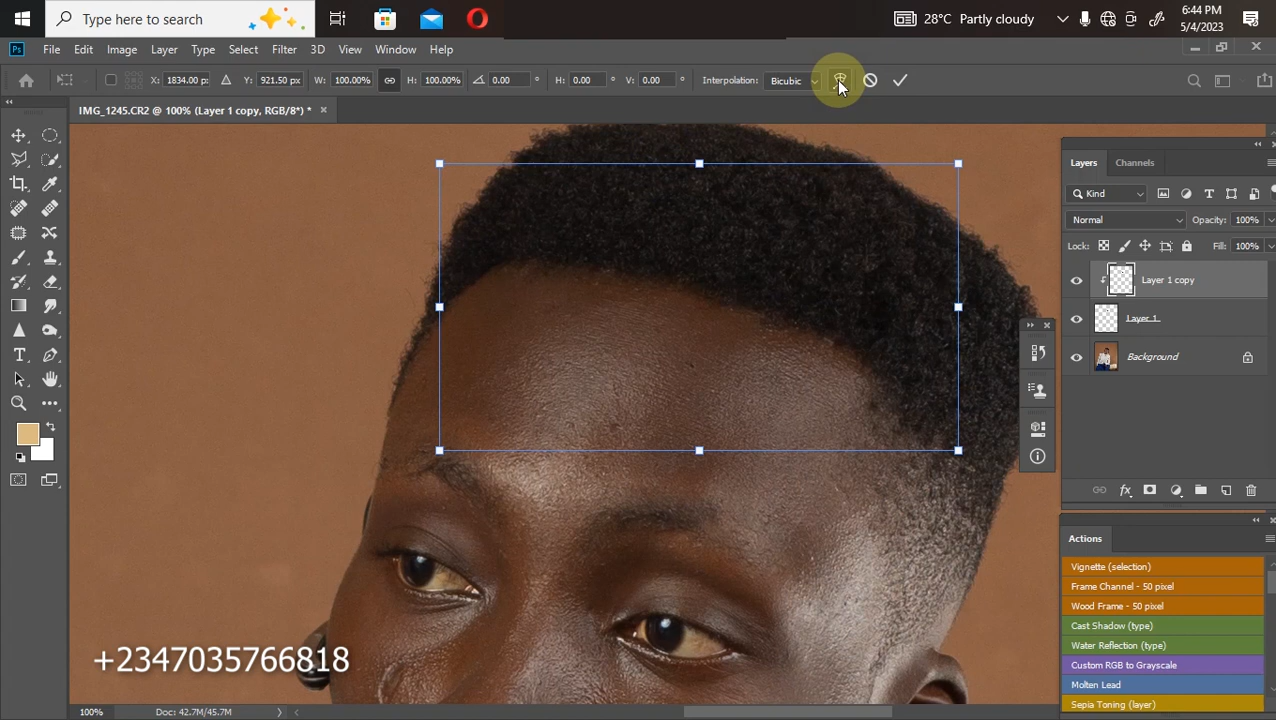 Type here to search
28°C Partly cloudy
6:44 PM
5/4/2023
Ps File Edit Image Layer Type Select Filter 3D View Window Help
X: 1834.00 px Y: 921.50 px W: 100.00% H: 100.00% 0.00 ° H: 0.00 ° V: 0.00 ° Interpolation: Bicubic
IMG_1245.CR2 @ 100% (Layer 1 copy, RGB/8*) *
Layers Channels
Kind
Normal Opacity: 100%
Lock: Fill: 100%
Layer 1 copy
Layer 1
Background
Actions
Vignette (selection)
Frame Channel - 50 pixel
Wood Frame - 50 pixel
Cast Shadow (type)
Water Reflection (type)
Custom RGB to Grayscale
Molten Lead
Sepia Toning (layer)
+2347035766818
100% Doc: 42.7M/45.7M